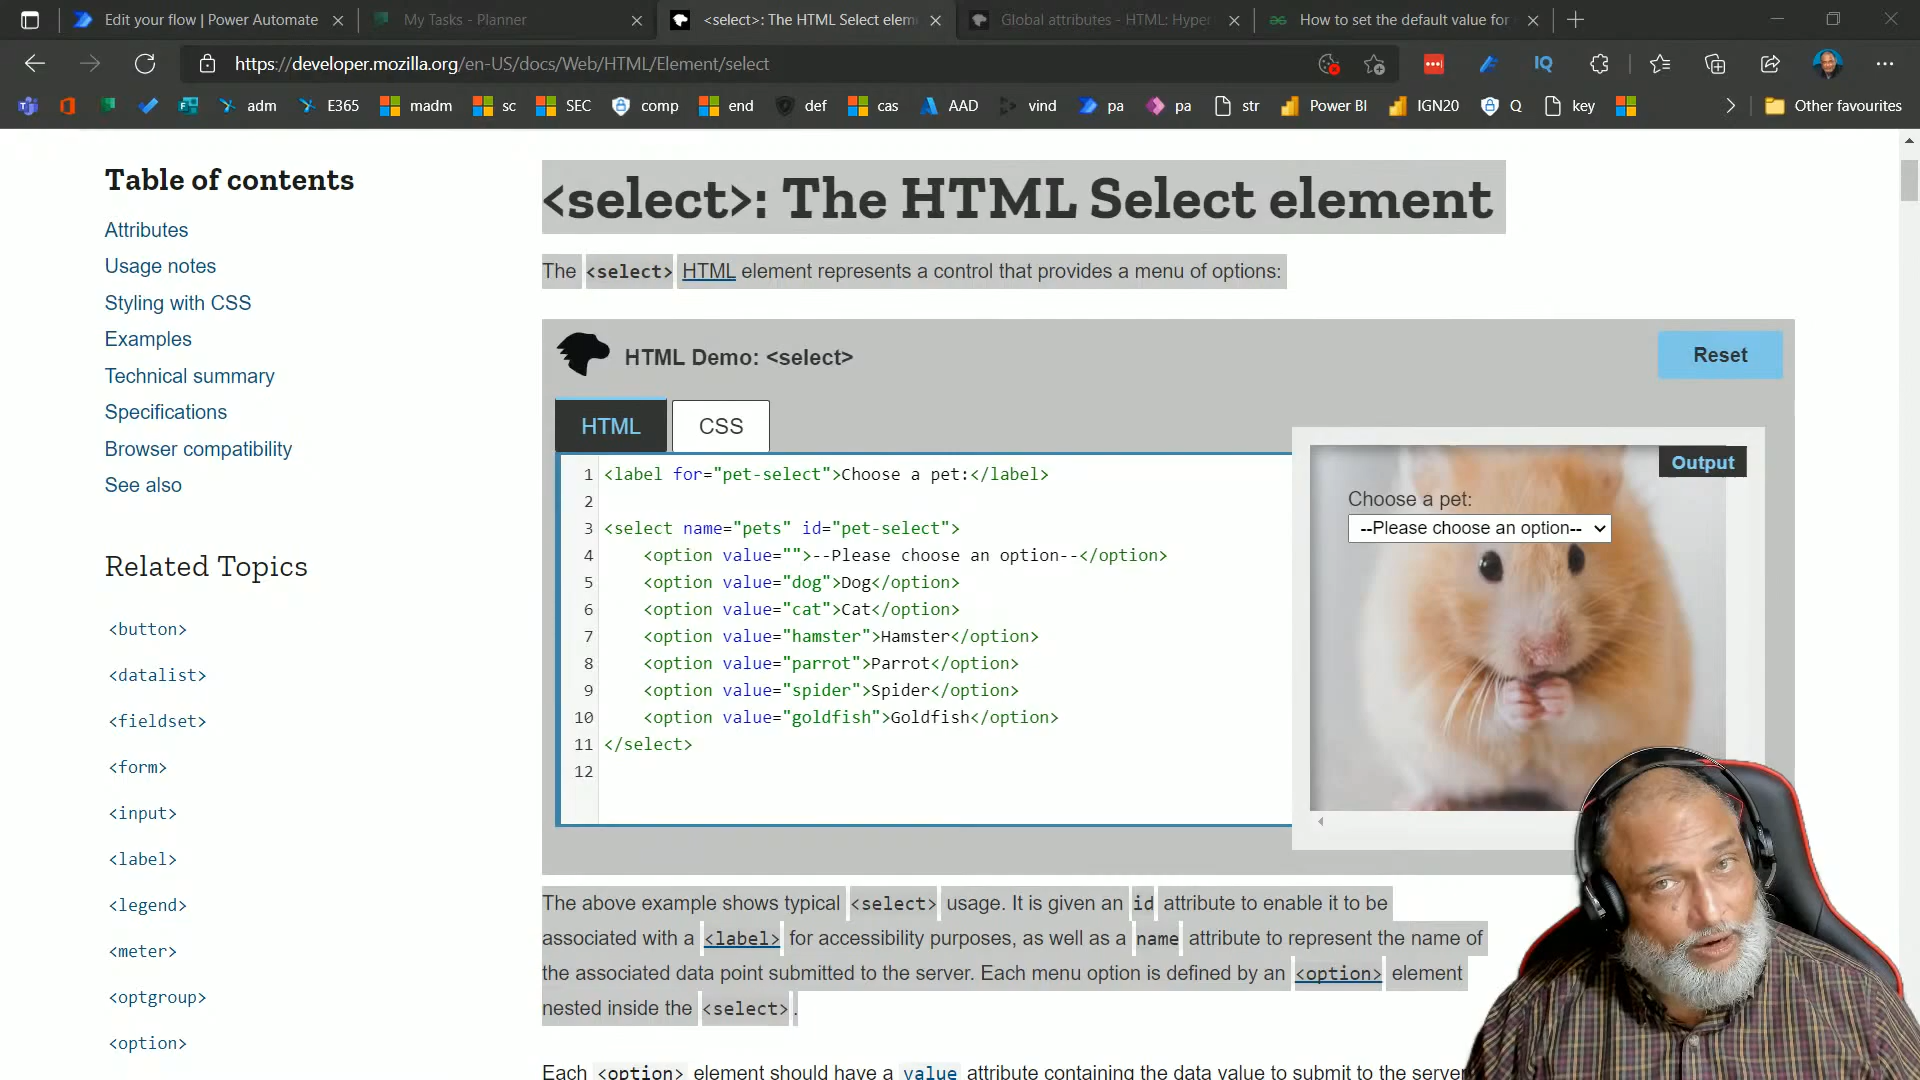 Edit your flow | Power Automate
My Tasks - Planner
<select>: The HTML Select elem
Global attributes - HTML: Hyper
How to set the default value for
https://developer.mozilla.org/en-US/docs/Web/HTML/Element/select
IQ
adm
E365
madm
sc
SEC
comp
end
def
cas
AAD
vind
pa
pa
str
Power BI
IGN20
Q
key
Other favourites
Table of contents
Attributes
Usage notes
Styling with CSS
Examples
Technical summary
Specifications
Browser compatibility
See also
Related Topics
<button>
<datalist>
<fieldset>
<form>
<input>
<label>
<legend>
<meter>
<optgroup>
<option>
<select>: The HTML Select element
The <select> HTML element represents a control that provides a menu of options:
HTML Demo: <select>
Reset
HTML
CSS
1 <label for="pet-select">Choose a pet:</label>
2
3 <select name="pets" id="pet-select">
4 <option value="">--Please choose an option--</option>
5 <option value="dog">Dog</option>
6 <option value="cat">Cat</option>
7 <option value="hamster">Hamster</option>
8 <option value="parrot">Parrot</option>
9 <option value="spider">Spider</option>
10 <option value="goldfish">Goldfish</option>
11 </select>
12
Output
Choose a pet:
--Please choose an option--
The above example shows typical <select> usage. It is given an id attribute to enable it to be
associated with a <label> for accessibility purposes, as well as a name attribute to represent the name of
the associated data point submitted to the server. Each menu option is defined by an <option> element
nested inside the <select>.
Each <option> element should have a value attribute containing the data value to submit to the server